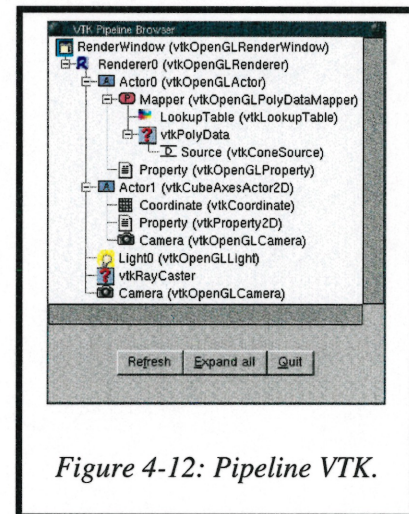 VTK Pipeline Browser
RenderWindow (vtkOpenGLRenderWindow)
Renderer0 (vtkOpenGLRenderer)
Actor0 (vtkOpenGLActor)
Mapper (vtkOpenGLPolyDataMapper)
LookupTable (vtkLookupTable)
vtkPolyData
Source (vtkConeSource)
Property (vtkOpenGLProperty)
Actor1 (vtkCubeAxesActor2D)
Coordinate (vtkCoordinate)
Property (vtkProperty2D)
Camera (vtkOpenGLCamera)
Light0 (vtkOpenGLLight)
vtkRayCaster
Camera (vtkOpenGLCamera)
Refresh Expand all Quit
Figure 4-12: Pipeline VTK.